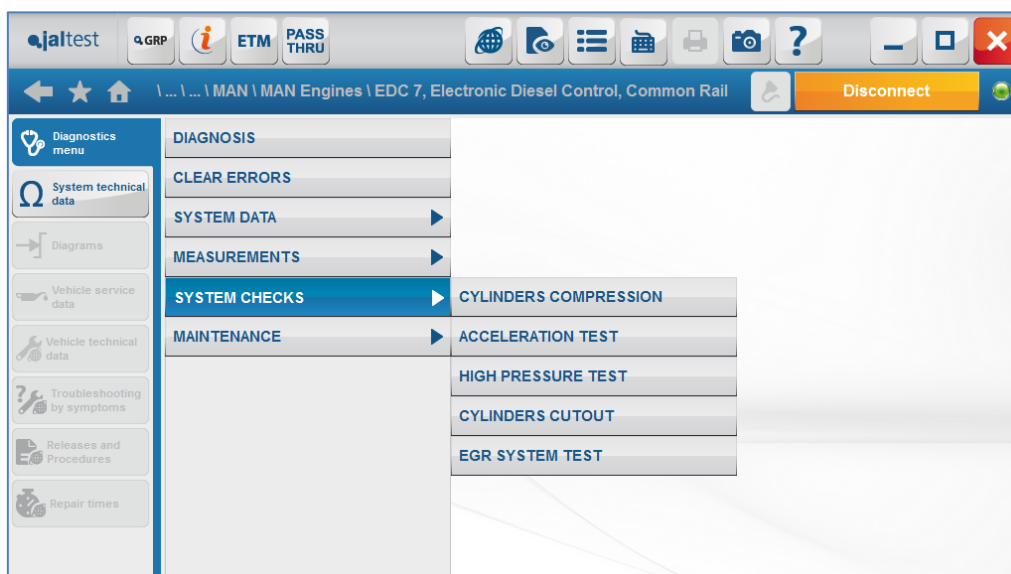 jaltest
GRP
i
ETM
PASS
THRU
?
\ ... \ ... \ MAN \ MAN Engines \ EDC 7, Electronic Diesel Control, Common Rail
Disconnect
Diagnostics
menu
Ω
System technical
data
Diagrams
Vehicle service
data
Vehicle technical
data
?
Troubleshooting
by symptoms
Releases and
Procedures
Repair times
DIAGNOSIS
CLEAR ERRORS
SYSTEM DATA
MEASUREMENTS
SYSTEM CHECKS
MAINTENANCE
CYLINDERS COMPRESSION
ACCELERATION TEST
HIGH PRESSURE TEST
CYLINDERS CUTOUT
EGR SYSTEM TEST